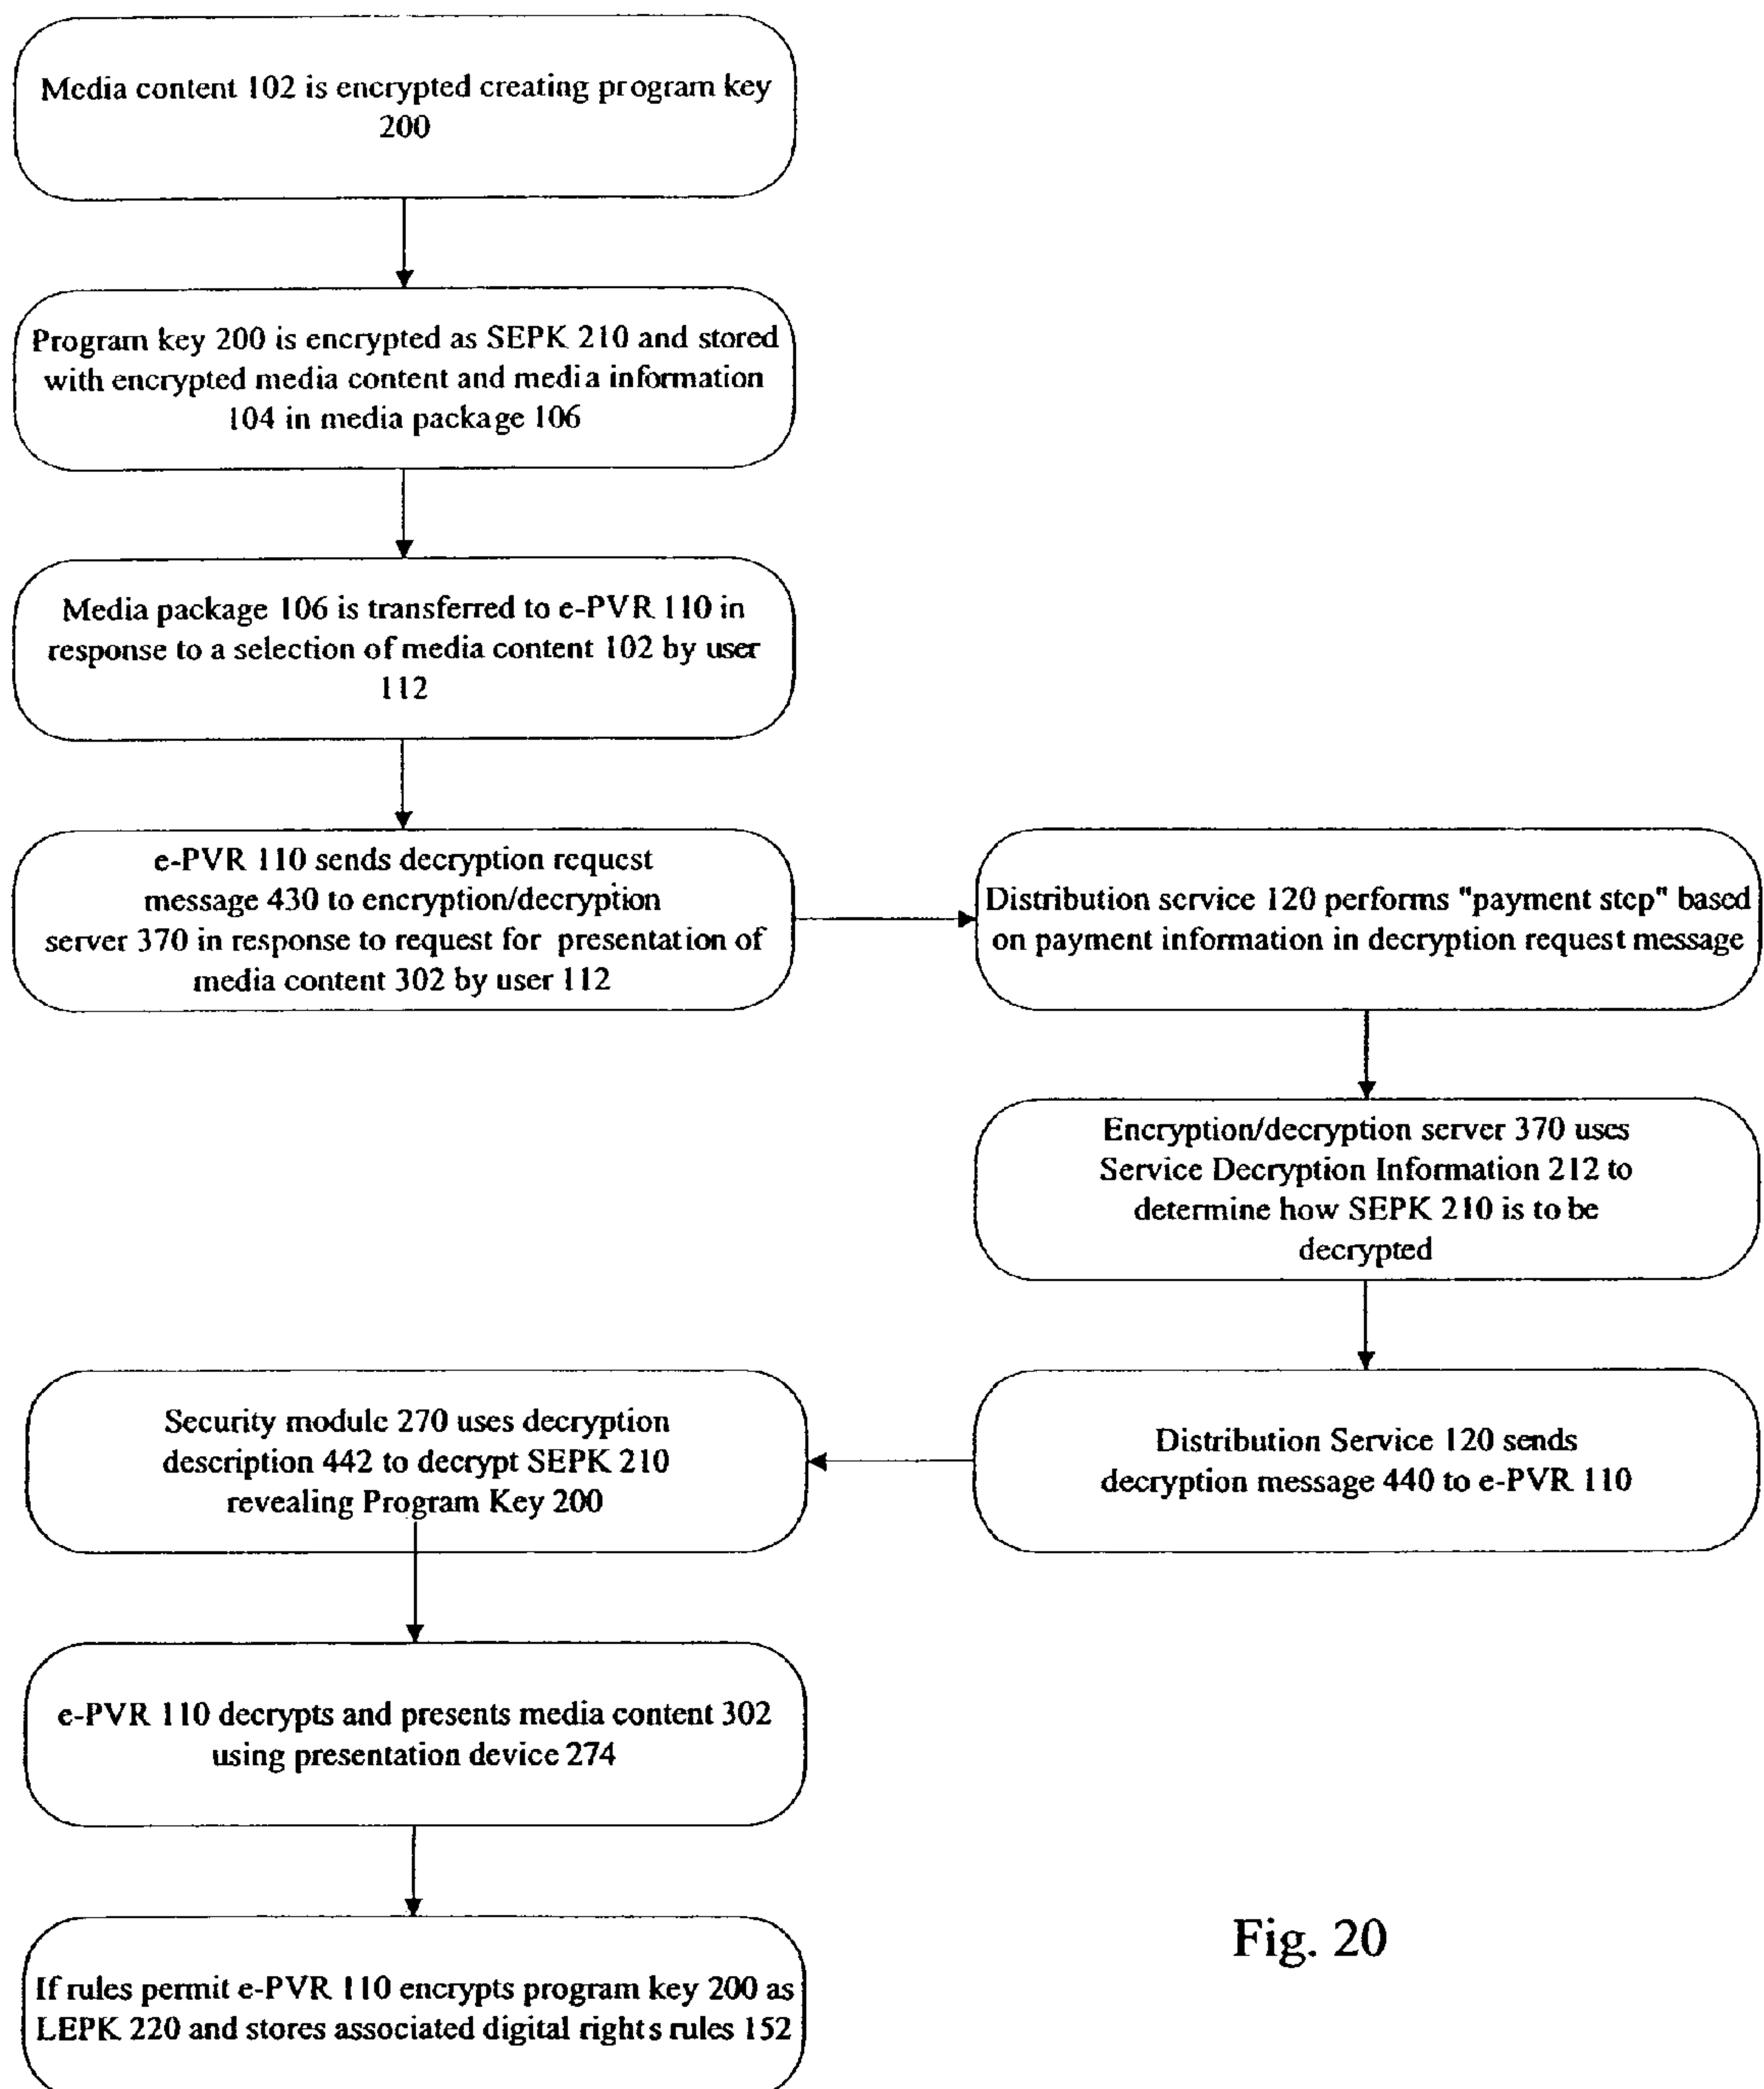 Media content 102 is encrypted creating program key
200
Program key 200 is encrypted as SEPK 210 and stored
with encrypted media content and media information
104 in media package 106
Media package 106 is transferred to e-PVR 110 in
response to a selection of media content 102 by user
112
e-PVR 110 sends decryption request
message 430 to encryption/decryption
server 370 in response to request for presentation of
media content 302 by user 112
Distribution service 120 performs "payment step" based
on payment information in decryption request message
Encryption/decryption server 370 uses
Service Decryption Information 212 to
determine how SEPK 210 is to be
decrypted
Distribution Service 120 sends
decryption message 440 to e-PVR 110
Security module 270 uses decryption
description 442 to decrypt SEPK 210
revealing Program Key 200
e-PVR 110 decrypts and presents media content 302
using presentation device 274
If rules permit e-PVR 110 encrypts program key 200 as
LEPK 220 and stores associated digital rights rules 152
Fig. 20